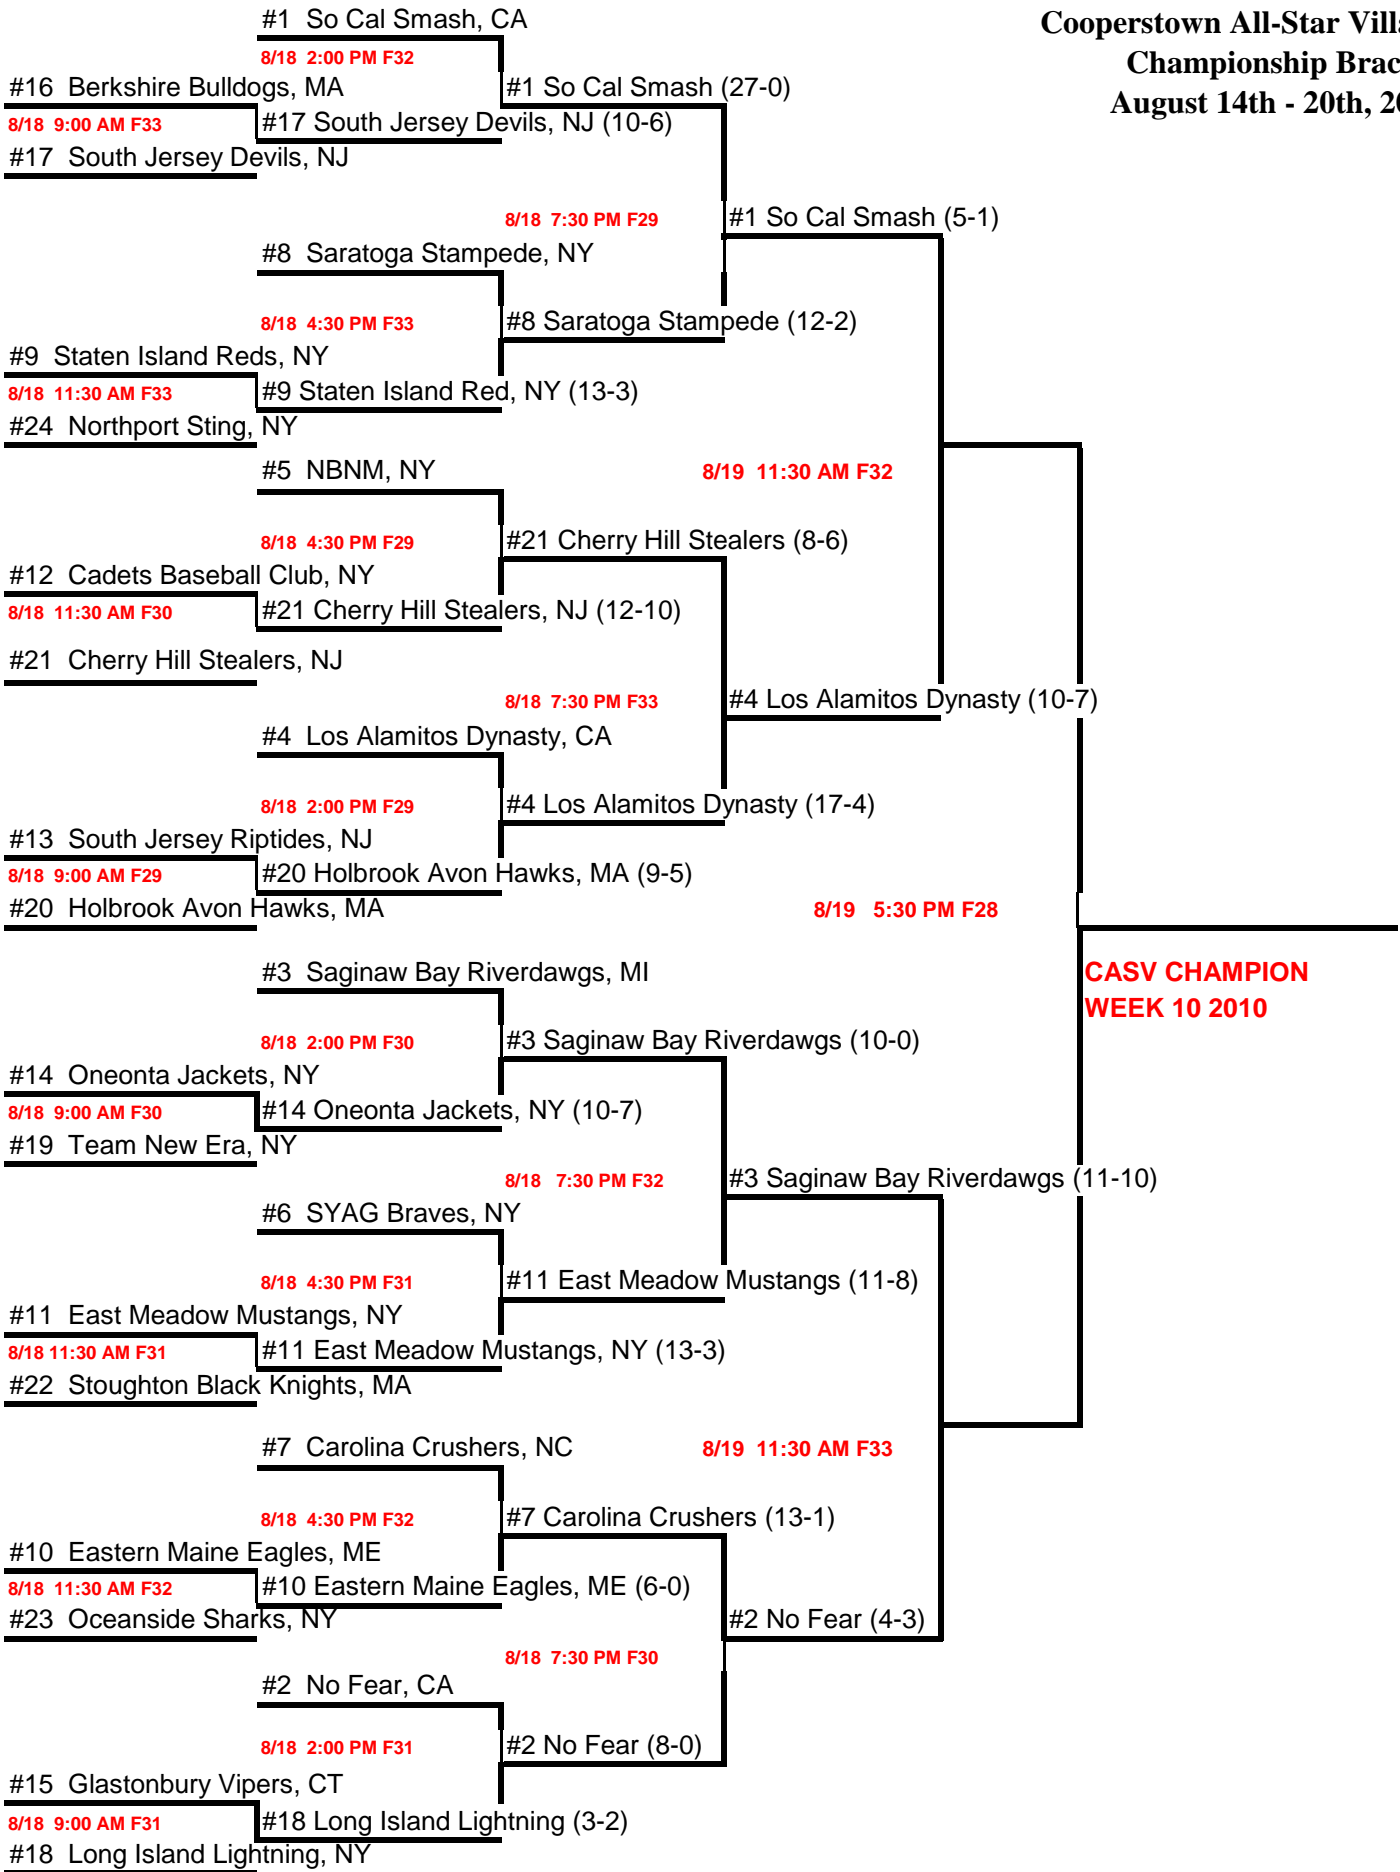 #1  So Cal Smash, CA
Cooperstown All-Star Villa
8/18  2:00 PM F32
Championship Brac
#16  Berkshire Bulldogs, MA
#1 So Cal Smash (27-0)
August 14th - 20th, 20
8/18  9:00 AM F33
#17 South Jersey Devils, NJ (10-6)
#17  South Jersey Devils, NJ
8/18  7:30 PM F29
#1 So Cal Smash (5-1)
#8  Saratoga Stampede, NY
8/18  4:30 PM F33
#8 Saratoga Stampede (12-2)
#9  Staten Island Reds, NY
8/18  11:30 AM F33
#9 Staten Island Red, NY (13-3)
#24  Northport Sting, NY
#5  NBNM, NY
8/19  11:30 AM F32
8/18  4:30 PM F29
#21 Cherry Hill Stealers (8-6)
#12  Cadets Baseball Club, NY
8/18  11:30 AM F30
#21 Cherry Hill Stealers, NJ (12-10)
#21  Cherry Hill Stealers, NJ
8/18  7:30 PM F33
#4 Los Alamitos Dynasty (10-7)
#4  Los Alamitos Dynasty, CA
8/18  2:00 PM F29
#4 Los Alamitos Dynasty (17-4)
#13  South Jersey Riptides, NJ
8/18  9:00 AM F29
#20 Holbrook Avon Hawks, MA (9-5)
#20  Holbrook Avon Hawks, MA
8/19   5:30 PM F28
#3  Saginaw Bay Riverdawgs, MI
CASV CHAMPION
WEEK 10 2010
8/18  2:00 PM F30
#3 Saginaw Bay Riverdawgs (10-0)
#14  Oneonta Jackets, NY
8/18  9:00 AM F30
#14 Oneonta Jackets, NY (10-7)
#19  Team New Era, NY
8/18   7:30 PM F32
#3 Saginaw Bay Riverdawgs (11-10)
#6  SYAG Braves, NY
8/18  4:30 PM F31
#11 East Meadow Mustangs (11-8)
#11  East Meadow Mustangs, NY
8/18 11:30 AM F31
#11 East Meadow Mustangs, NY (13-3)
#22  Stoughton Black Knights, MA
#7  Carolina Crushers, NC
8/19  11:30 AM F33
8/18  4:30 PM F32
#7 Carolina Crushers (13-1)
#10  Eastern Maine Eagles, ME
8/18  11:30 AM F32
#10 Eastern Maine Eagles, ME (6-0)
#23  Oceanside Sharks, NY
#2 No Fear (4-3)
8/18  7:30 PM F30
#2  No Fear, CA
8/18  2:00 PM F31
#2 No Fear (8-0)
#15  Glastonbury Vipers, CT
8/18  9:00 AM F31
#18 Long Island Lightning (3-2)
#18  Long Island Lightning, NY